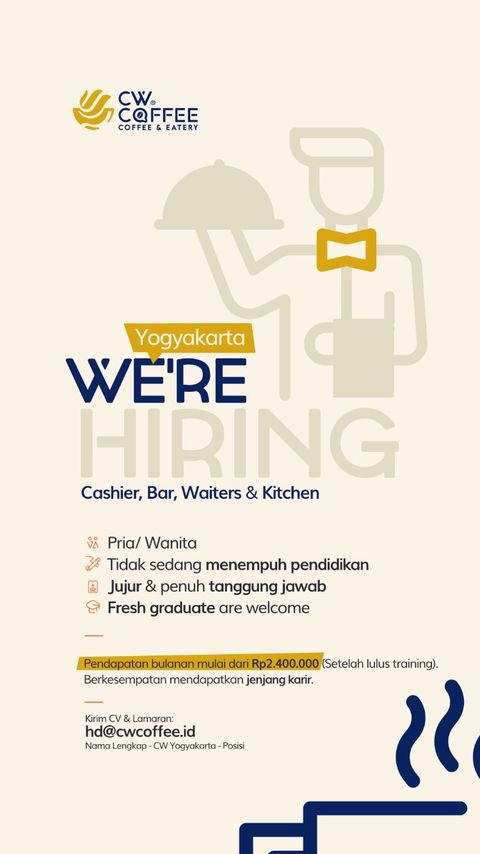 CW®
COFFEE
COFFEE & EATERY
Yogyakarta
WE'RE
HIRING
Cashier, Bar, Waiters & Kitchen
Pria/ Wanita
Tidak sedang menempuh pendidikan
Jujur & penuh tanggung jawab
Fresh graduate are welcome
Pendapatan bulanan mulai dari Rp2.400.000 (Setelah lulus training).
Berkesempatan mendapatkan jenjang karir.
Kirim CV & Lamaran:
hd@cwcoffee.id
Nama Lengkap - CW Yogyakarta - Posisi